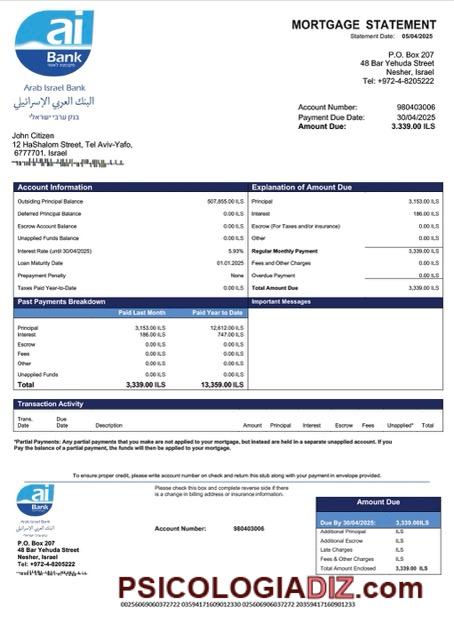 ai
Bank
MORTGAGE STATEMENT
Statement Date: 05/04/2025
P.O. Box 207
48 Bar Yehuda Street
Nesher, Israel
Tel: +972-4-8205222
Arab Israel Bank
البنك العربي الإسرائيلي
בנק ערבי ישראלי
Account Number: 980403006
Payment Due Date: 30/04/2025
Amount Due: 3.339.00 ILS
John Citizen
12 HaShalom Street, Tel Aviv-Yafo,
6777701, Israel
Account Information
Outsiding Principal Balance 507,855.00 ILS
Deferred Principal Balance 0.00 ILS
Escrow Account Balance 0.00 ILS
Unapplied Funds Balance 0.00 ILS
Interest Rate (until 30/04/2025) 5.93%
Loan Maturity Date 01.01.2025
Prepayment Penalty None
Taxes Paid Year-to-Date 0.00 ILS
Explanation of Amount Due
Principal 3,153.00 ILS
Interest 186.00 ILS
Escrow (For Taxes and/or insurance) 0.00 ILS
Other 0.00 ILS
Regular Monthly Payment 3,339.00 ILS
Fees and Other Charges 0.00 ILS
Overdue Payment 0.00 ILS
Total Amount Due 3,339.00 ILS
Past Payments Breakdown
Paid Last Month Paid Year to Date
Principal 3,153.00 ILS 12,612.00 ILS
Interest 186.00 ILS 747.00 ILS
Escrow 0.00 ILS 0.00 ILS
Fees 0.00 ILS 0.00 ILS
Other 0.00 ILS 0.00 ILS
Unapplied Funds 0.00 ILS 0.00 ILS
Total 3,339.00 ILS 13,359.00 ILS
Important Messages
Transcription Activity
Trans. Date Due Date Description Amount Principal Interest Escrow Fees Unapplied* Total
*Partial Payments: Any partial payments that you make are not applied to your mortgage, but instead are held in a separate unapplied account. If you
Pay the balance of a partial payment, the funds will then be applied to your mortgage.
To ensure proper credit, please write account number on check and return this stub along with your payment in envelope provided.
Please check this box and complete reverse side if there
is a change in billing address or insurance information.
ai
Bank
Arab Israel Bank
البنك العربي الإسرائيلي
בנק ערבי ישראלי
P.O. Box 207
48 Bar Yehuda Street
Nesher, Israel
Tel: +972-4-8205222
Account Number: 980403006
Amount Due
Due By 30/04/2025: 3,339.00ILS
Additional Principal ILS
Additional Escrow ILS
Late Charges ILS
Fees & Other Charges ILS
Total Amount Enclosed 3,339.00 ILS
PSICOLOGIADIZ.com